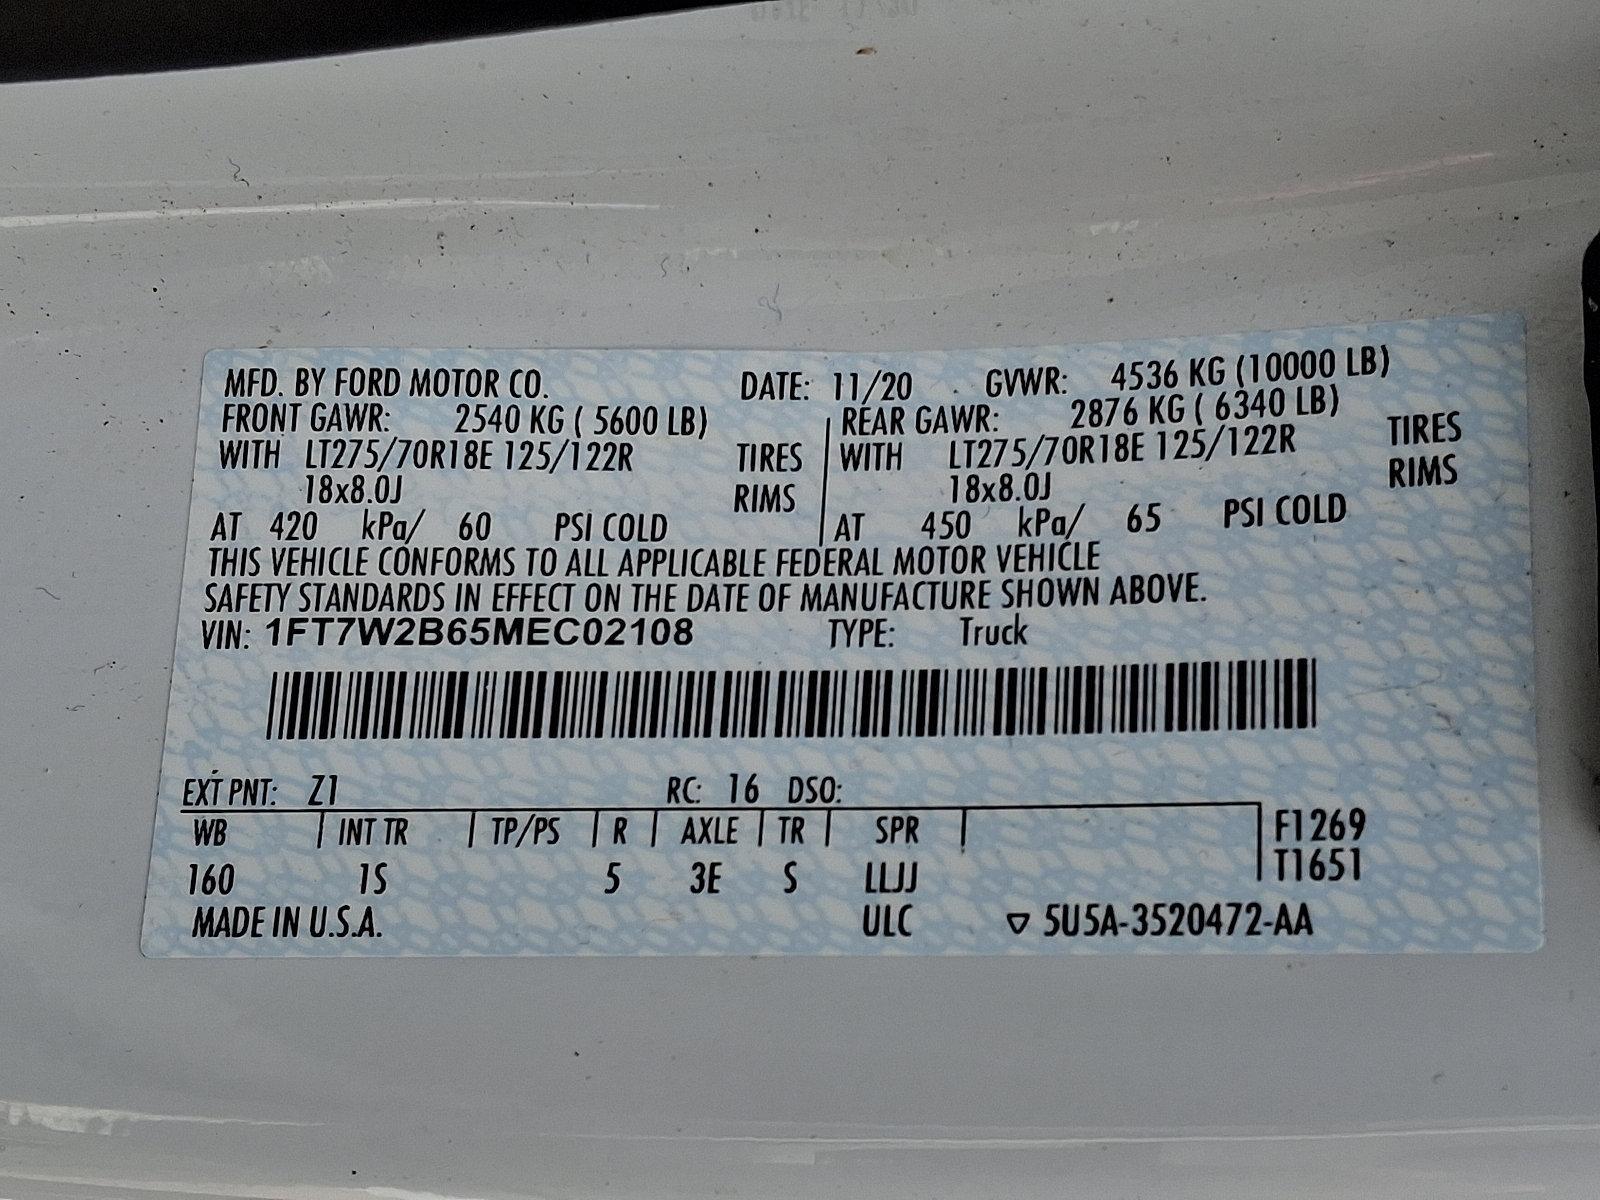 MFD. BY FORD MOTOR CO. DATE: 11/20 GVWR: 4536 KG (10000 LB)
FRONT GAWR: 2540 KG ( 5600 LB) REAR GAWR: 2876 KG ( 6340 LB)
WITH LT275/70R18E 125/122R TIRES WITH LT275/70R18E 125/122R TIRES
18x8.0J RIMS 18x8.0J RIMS
AT 420 kPa/ 60 PSI COLD AT 450 kPa/ 65 PSI COLD
THIS VEHICLE CONFORMS TO ALL APPLICABLE FEDERAL MOTOR VEHICLE
SAFETY STANDARDS IN EFFECT ON THE DATE OF MANUFACTURE SHOWN ABOVE.
VIN: 1FT7W2B65MEC02108 TYPE: Truck
EXT PNT: Z1 RC: 16 DSO:
WB INT TR TP/PS R AXLE TR SPR F1269
T1651
160 1S 5 3E S LLJJ
MADE IN U.S.A. ULC ▽ 5U5A-3520472-AA